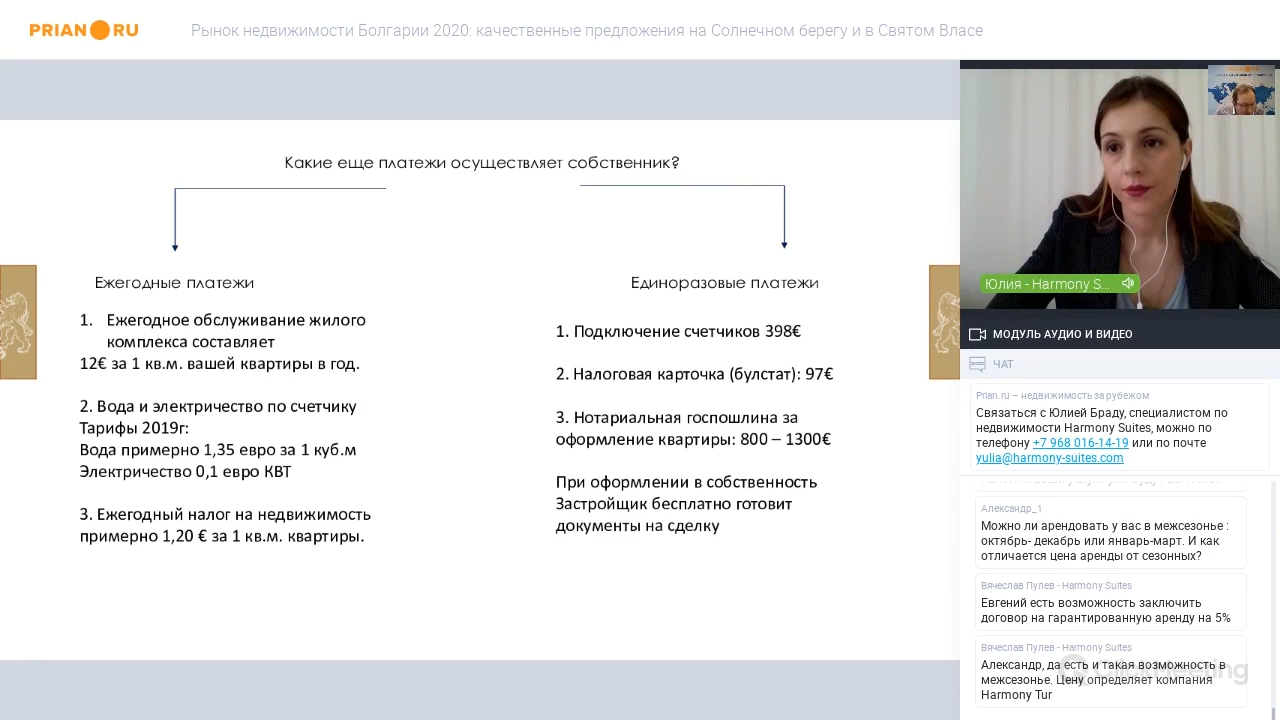 PRIAN RU
Рынок недвижимости Болгарии 2020: качественные предложения на Солнечном берегу и в Святом Власе
Какие еще платежи осуществляет собственник?
Ежегодные платежи
1. Ежегодное обслуживание жилого
комплекса составляет
12€ за 1 кв.м. вашей квартиры в год.
2. Вода и электричество по счетчику
Тарифы 2019г:
Вода примерно 1,35 евро за 1 куб.м
Электричество 0,1 евро КВТ
3. Ежегодный налог на недвижимость
примерно 1,20 € за 1 кв.м. квартиры.
Единоразовые платежи
1. Подключение счетчиков 398€
2. Налоговая карточка (булстат): 97€
3. Нотариальная госпошлина за
оформление квартиры: 800 – 1300€
При оформлении в собственность
Застройщик бесплатно готовит
документы на сделку
Юлия - Harmony S...
МОДУЛЬ АУДИО И ВИДЕО
ЧАТ
Prian.ru – недвижимость за рубежом
Связаться с Юлией Браду, специалистом по
недвижимости Harmony Suites, можно по
телефону +7 968 016-14-19 или по почте
yulia@harmony-suites.com
Александр_1
Можно ли арендовать у вас в межсезонье :
октябрь- декабрь или январь-март. И как
отличается цена аренды от сезонных?
Вячеслав Пулев - Harmony Suites
Евгений есть возможность заключить
договор на гарантированную аренду на 5%
Вячеслав Пулев - Harmony Suites
Александр, да есть и такая возможность в
межсезонье. Цену определяет компания
Harmony Tur
ClickMeeting